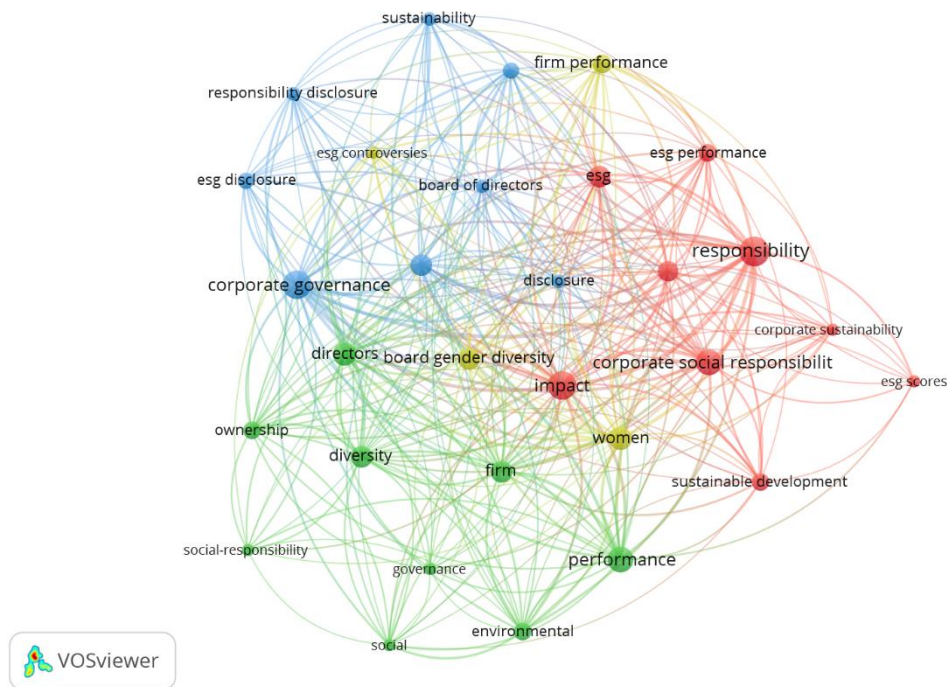 sustainability
firm performance
responsibility disclosure
esg controversies
esg performance
esg disclosure
board of directors
esg
responsibility
corporate governance
disclosure
corporate sustainability
directors
board gender diversity
corporate social responsibilit
esg scores
impact
ownership
women
diversity
firm
sustainable development
social-responsibility
governance
performance
environmental
social
VOSviewer